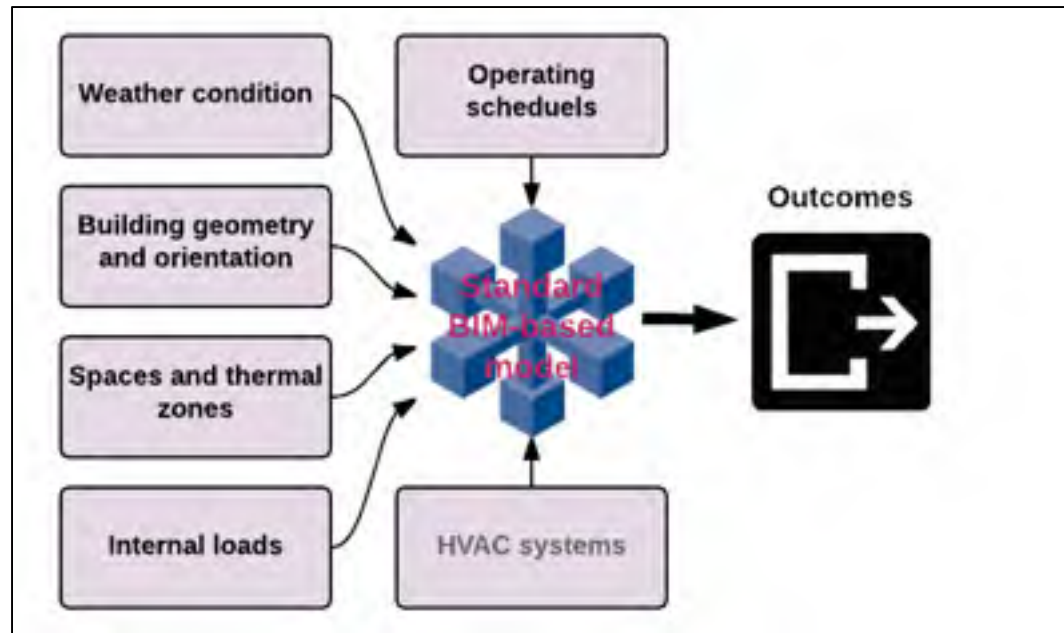 Weather condition
Operating
scheduels
Building geometry
and orientation
Outcomes
Standard
BIM-based
model
Spaces and thermal
zones
Internal loads
HVAC systems